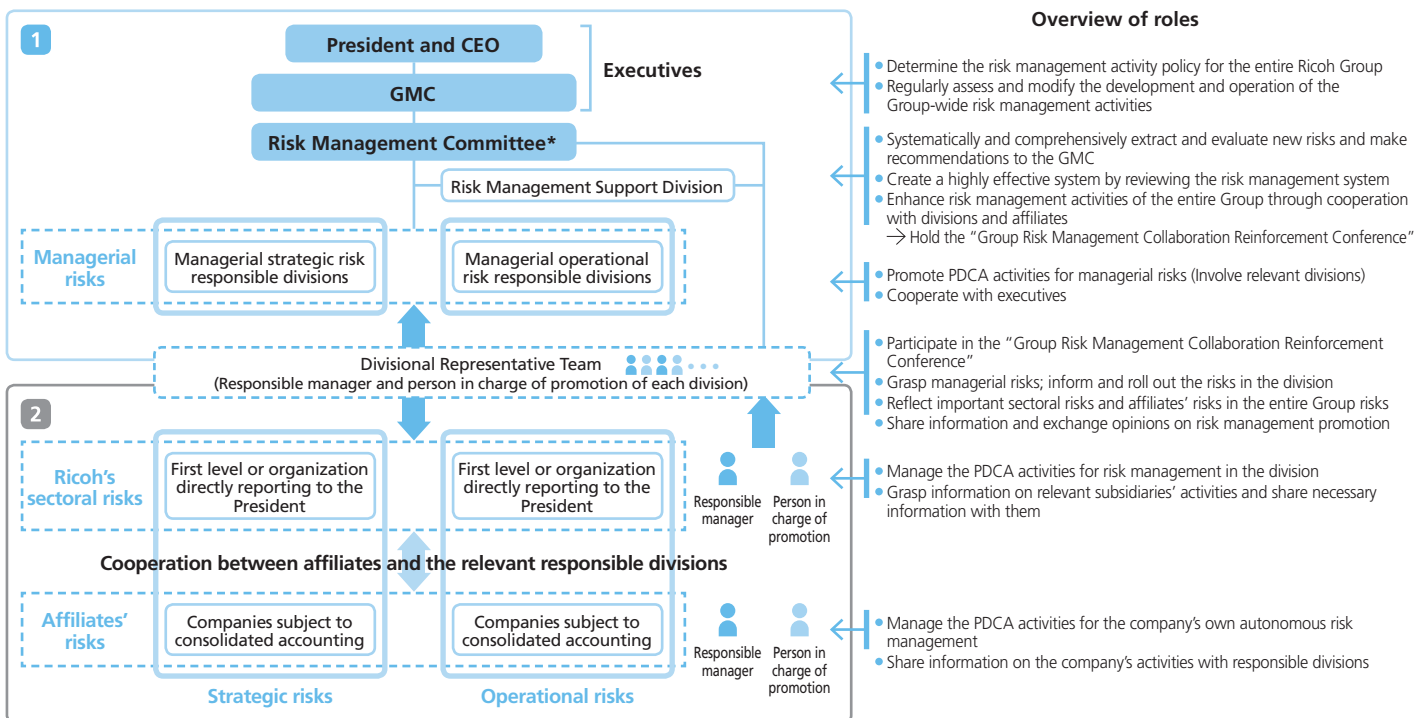 Overview of roles
1
President and CEO
GMC
Executives
Risk Management Committee*
Risk Management Support Division
Managerial
risks
Managerial strategic risk
responsible divisions
Managerial operational
risk responsible divisions
Divisional Representative Team
(Responsible manager and person in charge of promotion of each division)
2
Ricoh's
sectoral risks
First level or organization
directly reporting to the
President
First level or organization
directly reporting to the
President
Responsible
manager
Person in
charge of
promotion
Cooperation between affiliates and the relevant responsible divisions
Affiliates'
risks
Companies subject to
consolidated accounting
Companies subject to
consolidated accounting
Responsible
manager
Person in
charge of
promotion
Strategic risks
Operational risks
• Determine the risk management activity policy for the entire Ricoh Group
• Regularly assess and modify the development and operation of the
Group-wide risk management activities
• Systematically and comprehensively extract and evaluate new risks and make
recommendations to the GMC
• Create a highly effective system by reviewing the risk management system
• Enhance risk management activities of the entire Group through cooperation
with divisions and affiliates
→ Hold the "Group Risk Management Collaboration Reinforcement Conference"
• Promote PDCA activities for managerial risks (Involve relevant divisions)
• Cooperate with executives
• Participate in the "Group Risk Management Collaboration Reinforcement
Conference"
• Grasp managerial risks; inform and roll out the risks in the division
• Reflect important sectoral risks and affiliates' risks in the entire Group risks
• Share information and exchange opinions on risk management promotion
• Manage the PDCA activities for risk management in the division
• Grasp information on relevant subsidiaries' activities and share necessary
information with them
• Manage the PDCA activities for the company's own autonomous risk
management
• Share information on the company's activities with responsible divisions